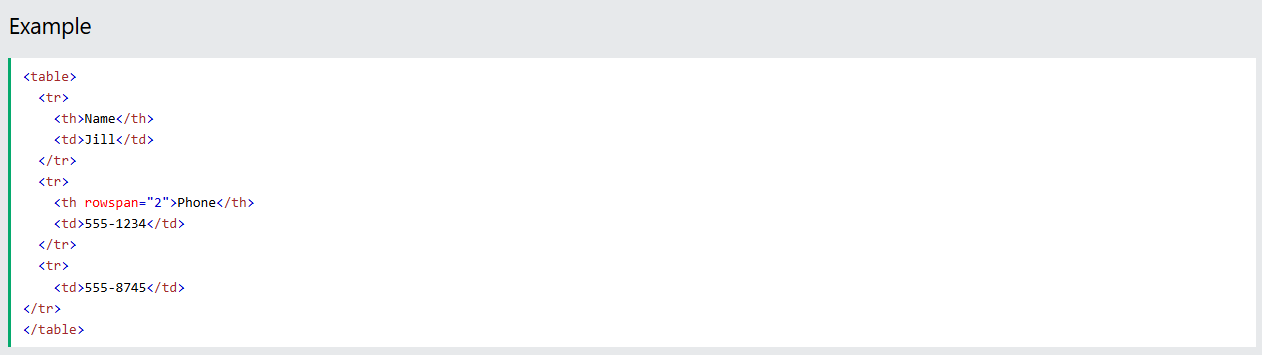 Example
<table>
  <tr>
    <th>Name</th>
    <td>Jill</td>
  </tr>
  <tr>
    <th rowspan="2">Phone</th>
    <td>555-1234</td>
  </tr>
  <tr>
    <td>555-8745</td>
</tr>
</table>